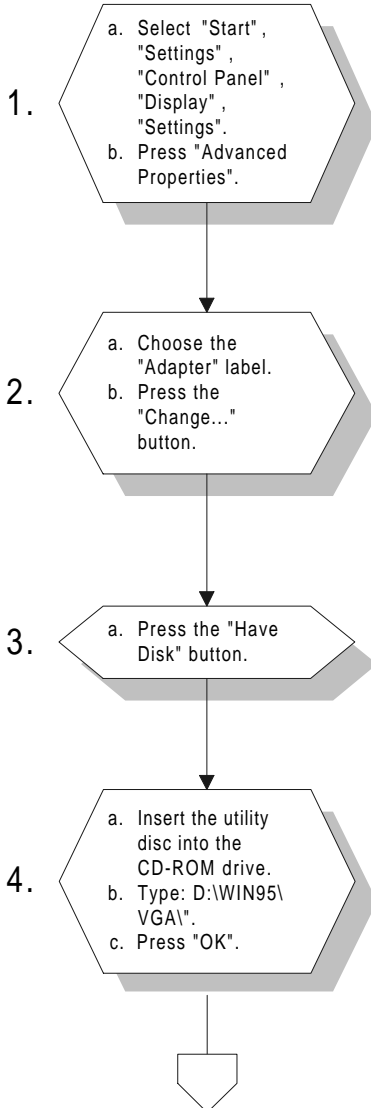 1.
a. Select "Start" ,
"Settings" ,
"Control Panel" ,
"Display" ,
"Settings".
b. Press "Advanced
Properties".
2.
a. Choose the
"Adapter" label.
b. Press the
"Change..."
button.
3.
a. Press the "Have
Disk" button.
4.
a. Insert the utility
disc into the
CD-ROM drive.
b. Type: D:\WIN95\
VGA\".
c. Press "OK".